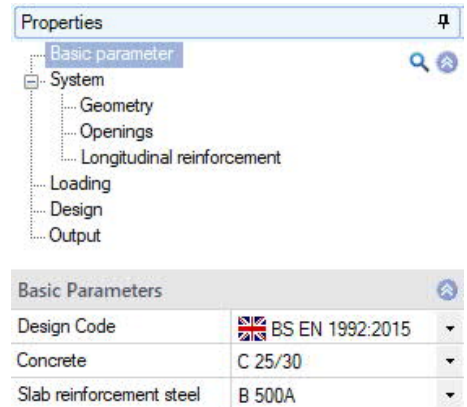 Properties
Basic parameter
System
Geometry
Openings
Longitudinal reinforcement
Loading
Design
Output
Basic Parameters
Design Code BS EN 1992:2015
Concrete C 25/30
Slab reinforcement steel B 500A